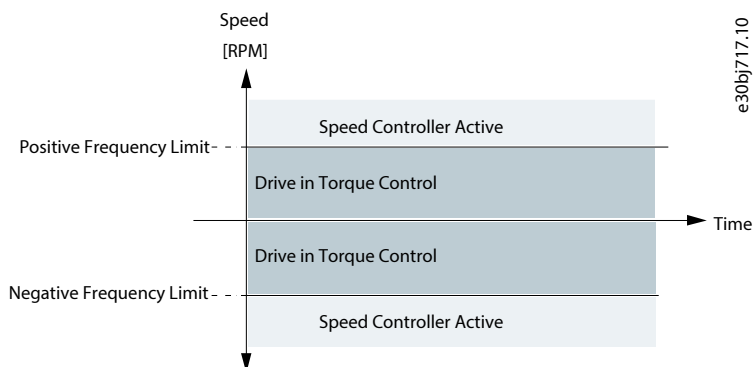 Speed
[RPM]
e30bj717.10
Speed Controller Active
Positive Frequency Limit
Drive in Torque Control
Time
Drive in Torque Control
Negative Frequency Limit
Speed Controller Active